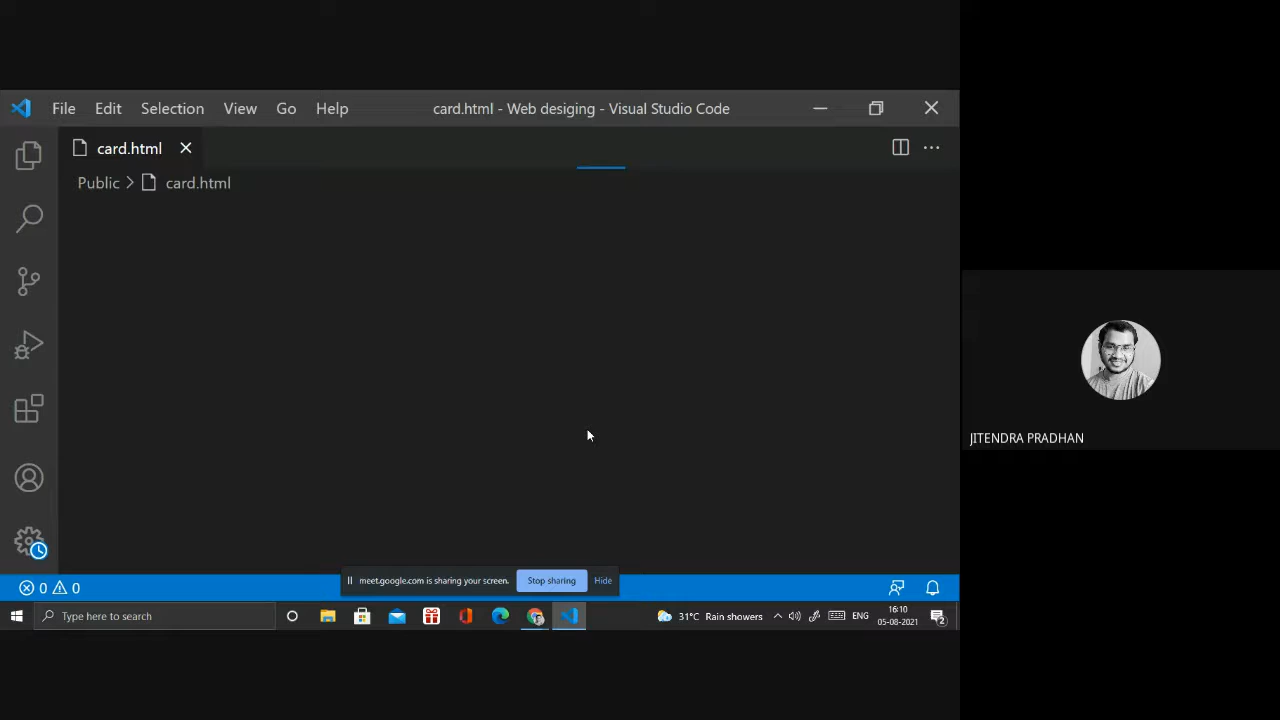 File Edit Selection View Go Help card.html - Web desiging - Visual Studio Code
card.html
Public > card.html
JITENDRA PRADHAN
meet.google.com is sharing your screen. Stop sharing Hide
0 0
Type here to search 31°C Rain showers ENG 16:10
05-08-2021 2